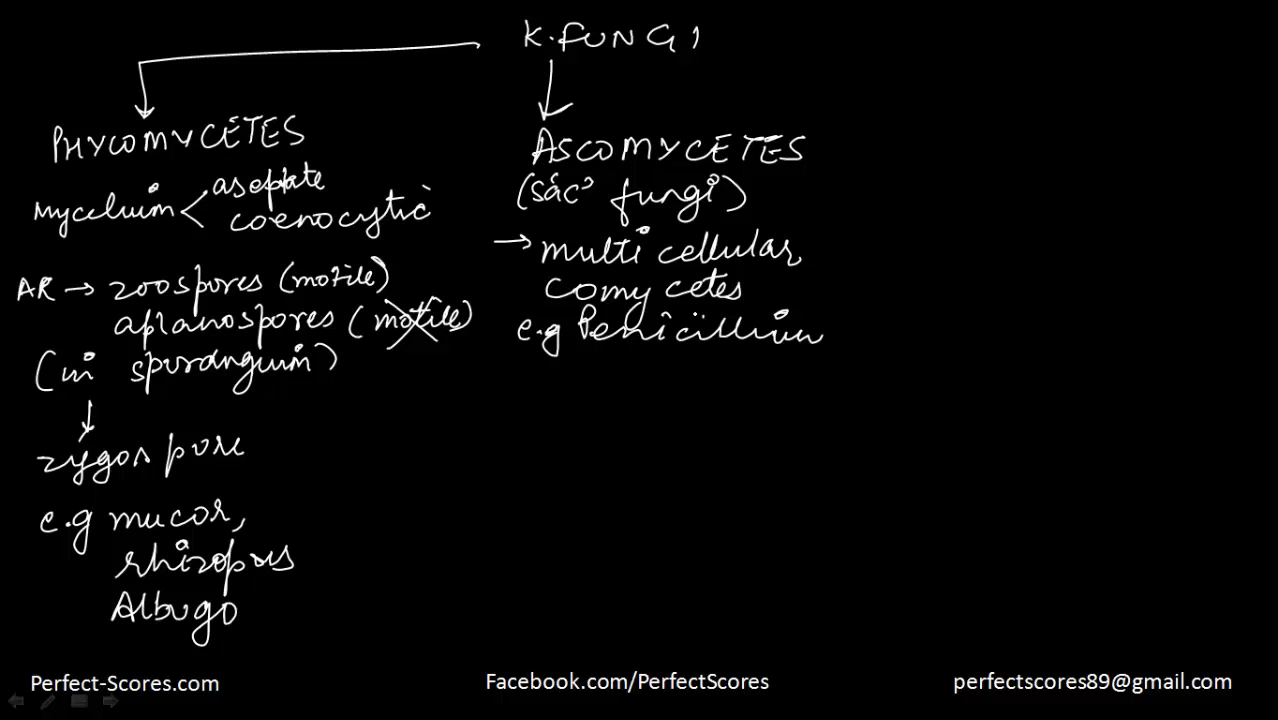 K.FUNGI
PHYCOMYCETES
mycelium < aseptate
coenocytic
AR → zoospores (motile)
aplanospores (motile)
(in sporangium)
↓
zygospore
e.g mucor,
rhizopus
Albugo
ASCOMYCETES
(sac' fungi)
→ multi cellular
comycetes
e.g Penicillium
Perfect-Scores.com
Facebook.com/PerfectScores
perfectscores89@gmail.com